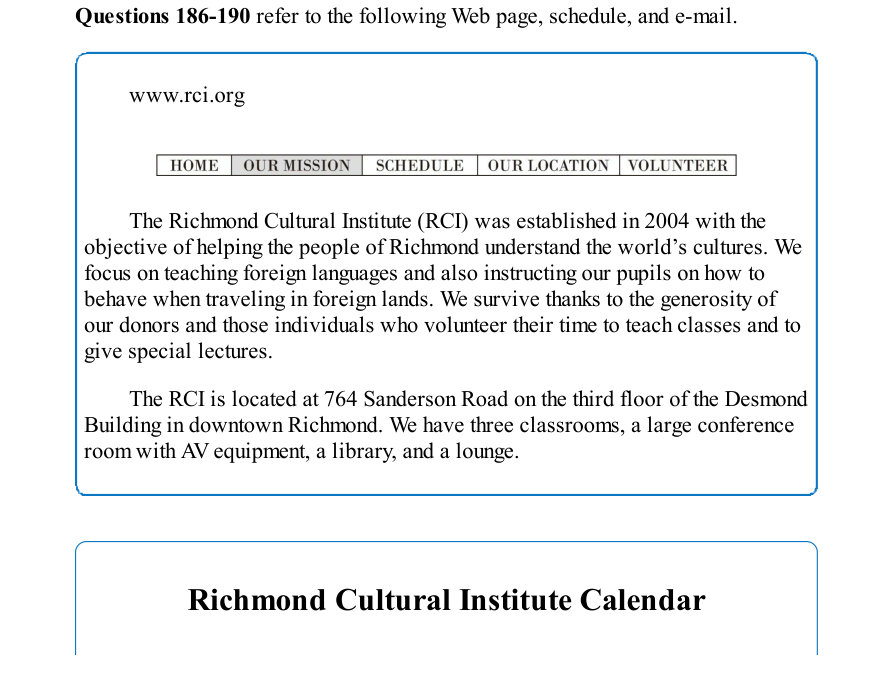 Questions 186-190 refer to the following Web page, schedule, and e-mail.
www.rci.org
HOME OUR MISSION SCHEDULE OUR LOCATION VOLUNTEER
The Richmond Cultural Institute (RCI) was established in 2004 with the
objective of helping the people of Richmond understand the world's cultures. We
focus on teaching foreign languages and also instructing our pupils on how to
behave when traveling in foreign lands. We survive thanks to the generosity of
our donors and those individuals who volunteer their time to teach classes and to
give special lectures.
The RCI is located at 764 Sanderson Road on the third floor of the Desmond
Building in downtown Richmond. We have three classrooms, a large conference
room with AV equipment, a library, and a lounge.
Richmond Cultural Institute Calendar